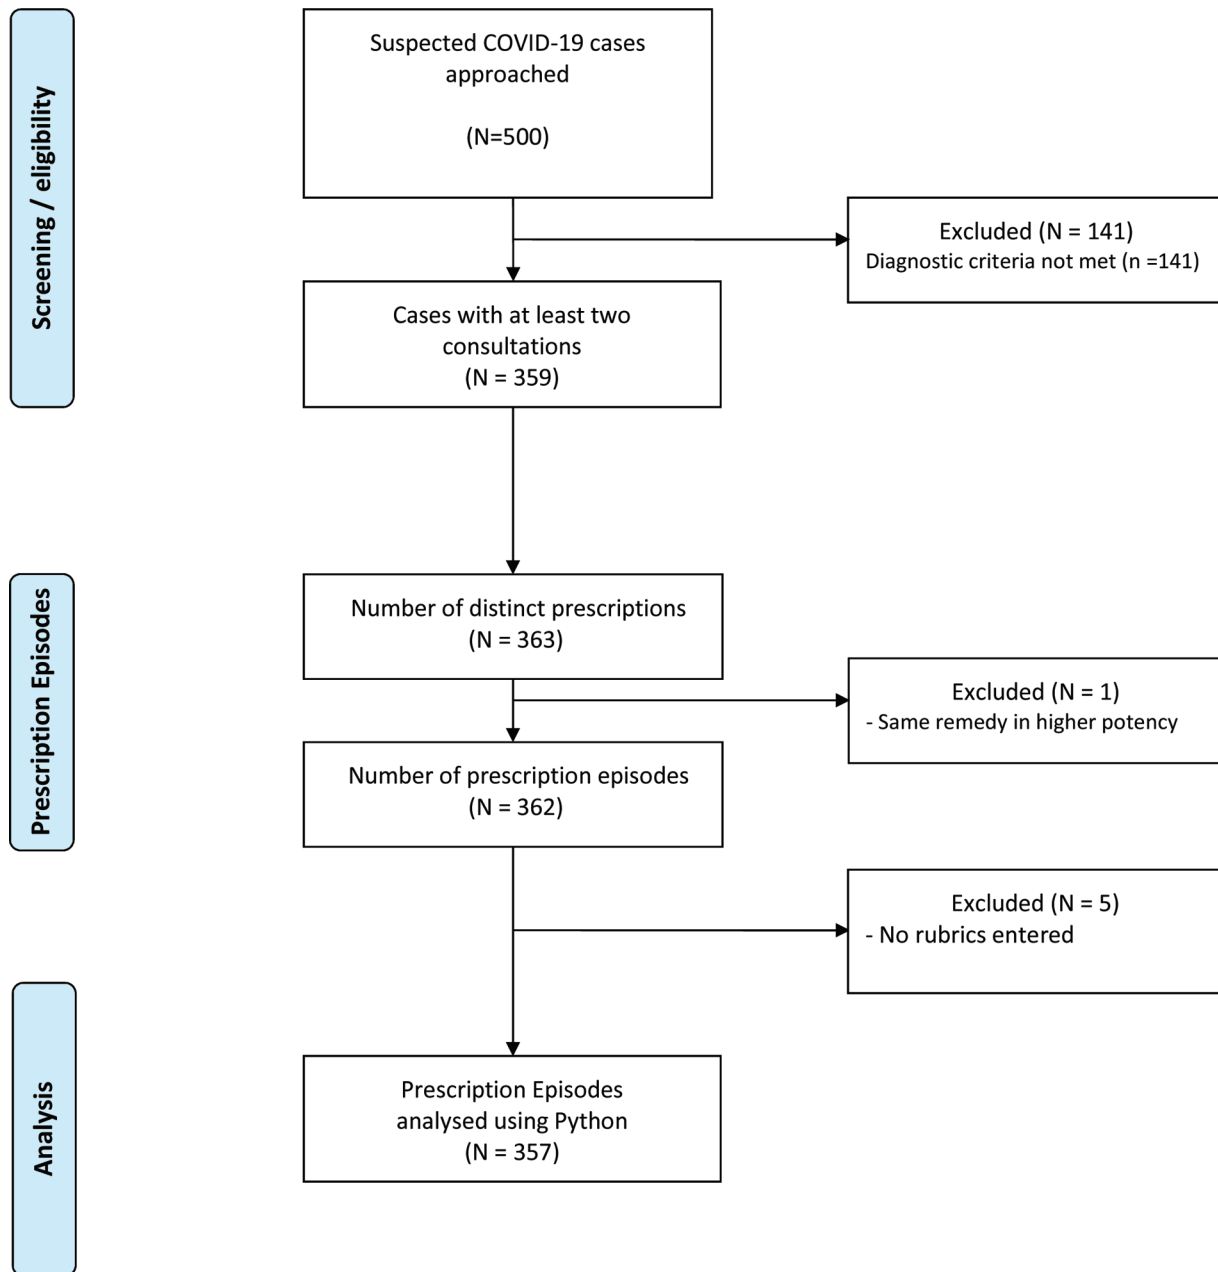 Screening / eligibility
Suspected COVID-19 cases
approached
(N=500)
Excluded (N = 141)
Diagnostic criteria not met (n =141)
Cases with at least two
consultations
(N = 359)
Prescription Episodes
Number of distinct prescriptions
(N = 363)
Excluded (N = 1)
- Same remedy in higher potency
Number of prescription episodes
(N = 362)
Excluded (N = 5)
- No rubrics entered
Analysis
Prescription Episodes
analysed using Python
(N = 357)